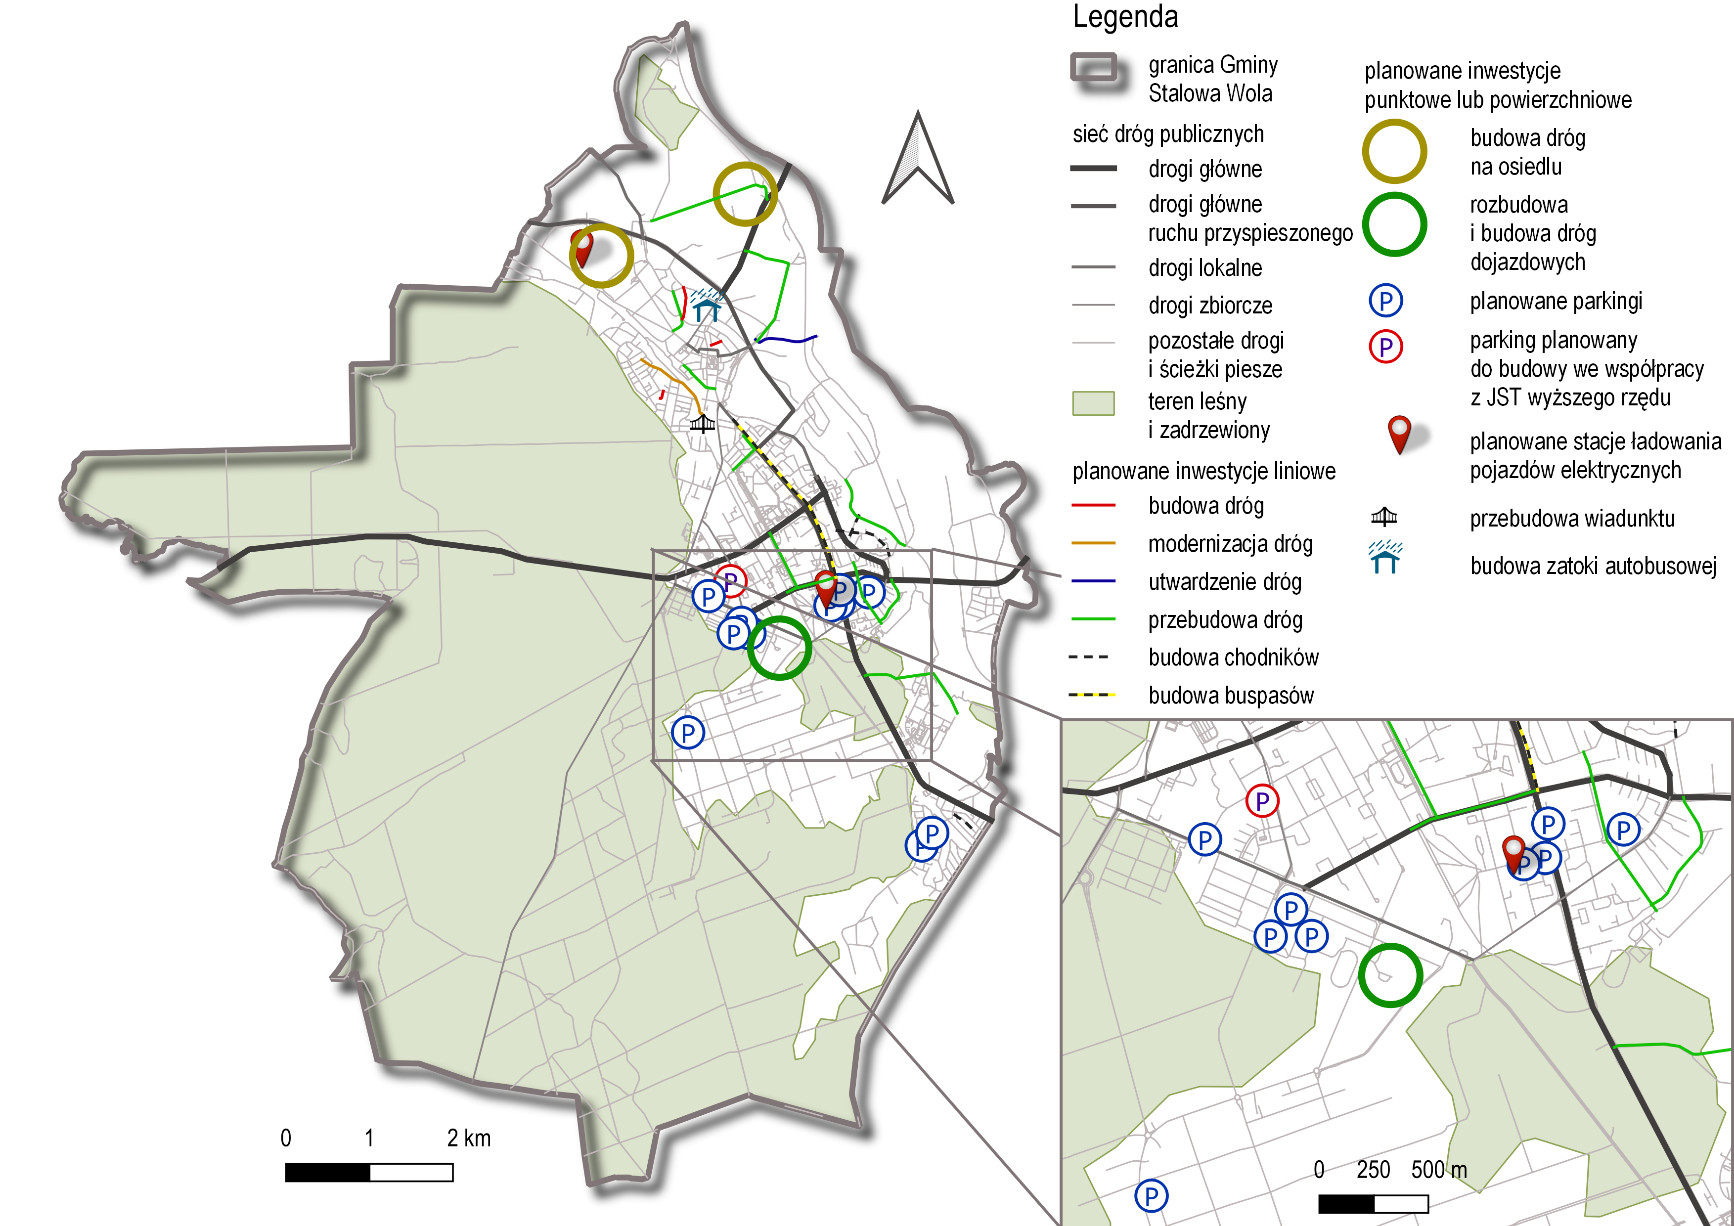 Legenda
granica Gminy
Stalowa Wola
sieć dróg publicznych
drogi główne
drogi główne
ruchu przyspieszonego
drogi lokalne
drogi zbiorcze
pozostałe drogi
i ścieżki piesze
teren leśny
i zadrzewiony
planowane inwestycje liniowe
budowa dróg
modernizacja dróg
utwardzenie dróg
przebudowa dróg
budowa chodników
budowa buspasów
planowane inwestycje
punktowe lub powierzchniowe
budowa dróg
na osiedlu
rozbudowa
i budowa dróg
dojazdowych
P planowane parkingi
P parking planowany
do budowy we współpracy
z JST wyższego rzędu
planowane stacje ładowania
pojazdów elektrycznych
przebudowa wiadunktu
budowa zatoki autobusowej
P
P
P
P
P
P
P
P
P
P
P
0 1 2 km
P
P
P
P
P
P
P
P
P
P
P
0 250 500 m